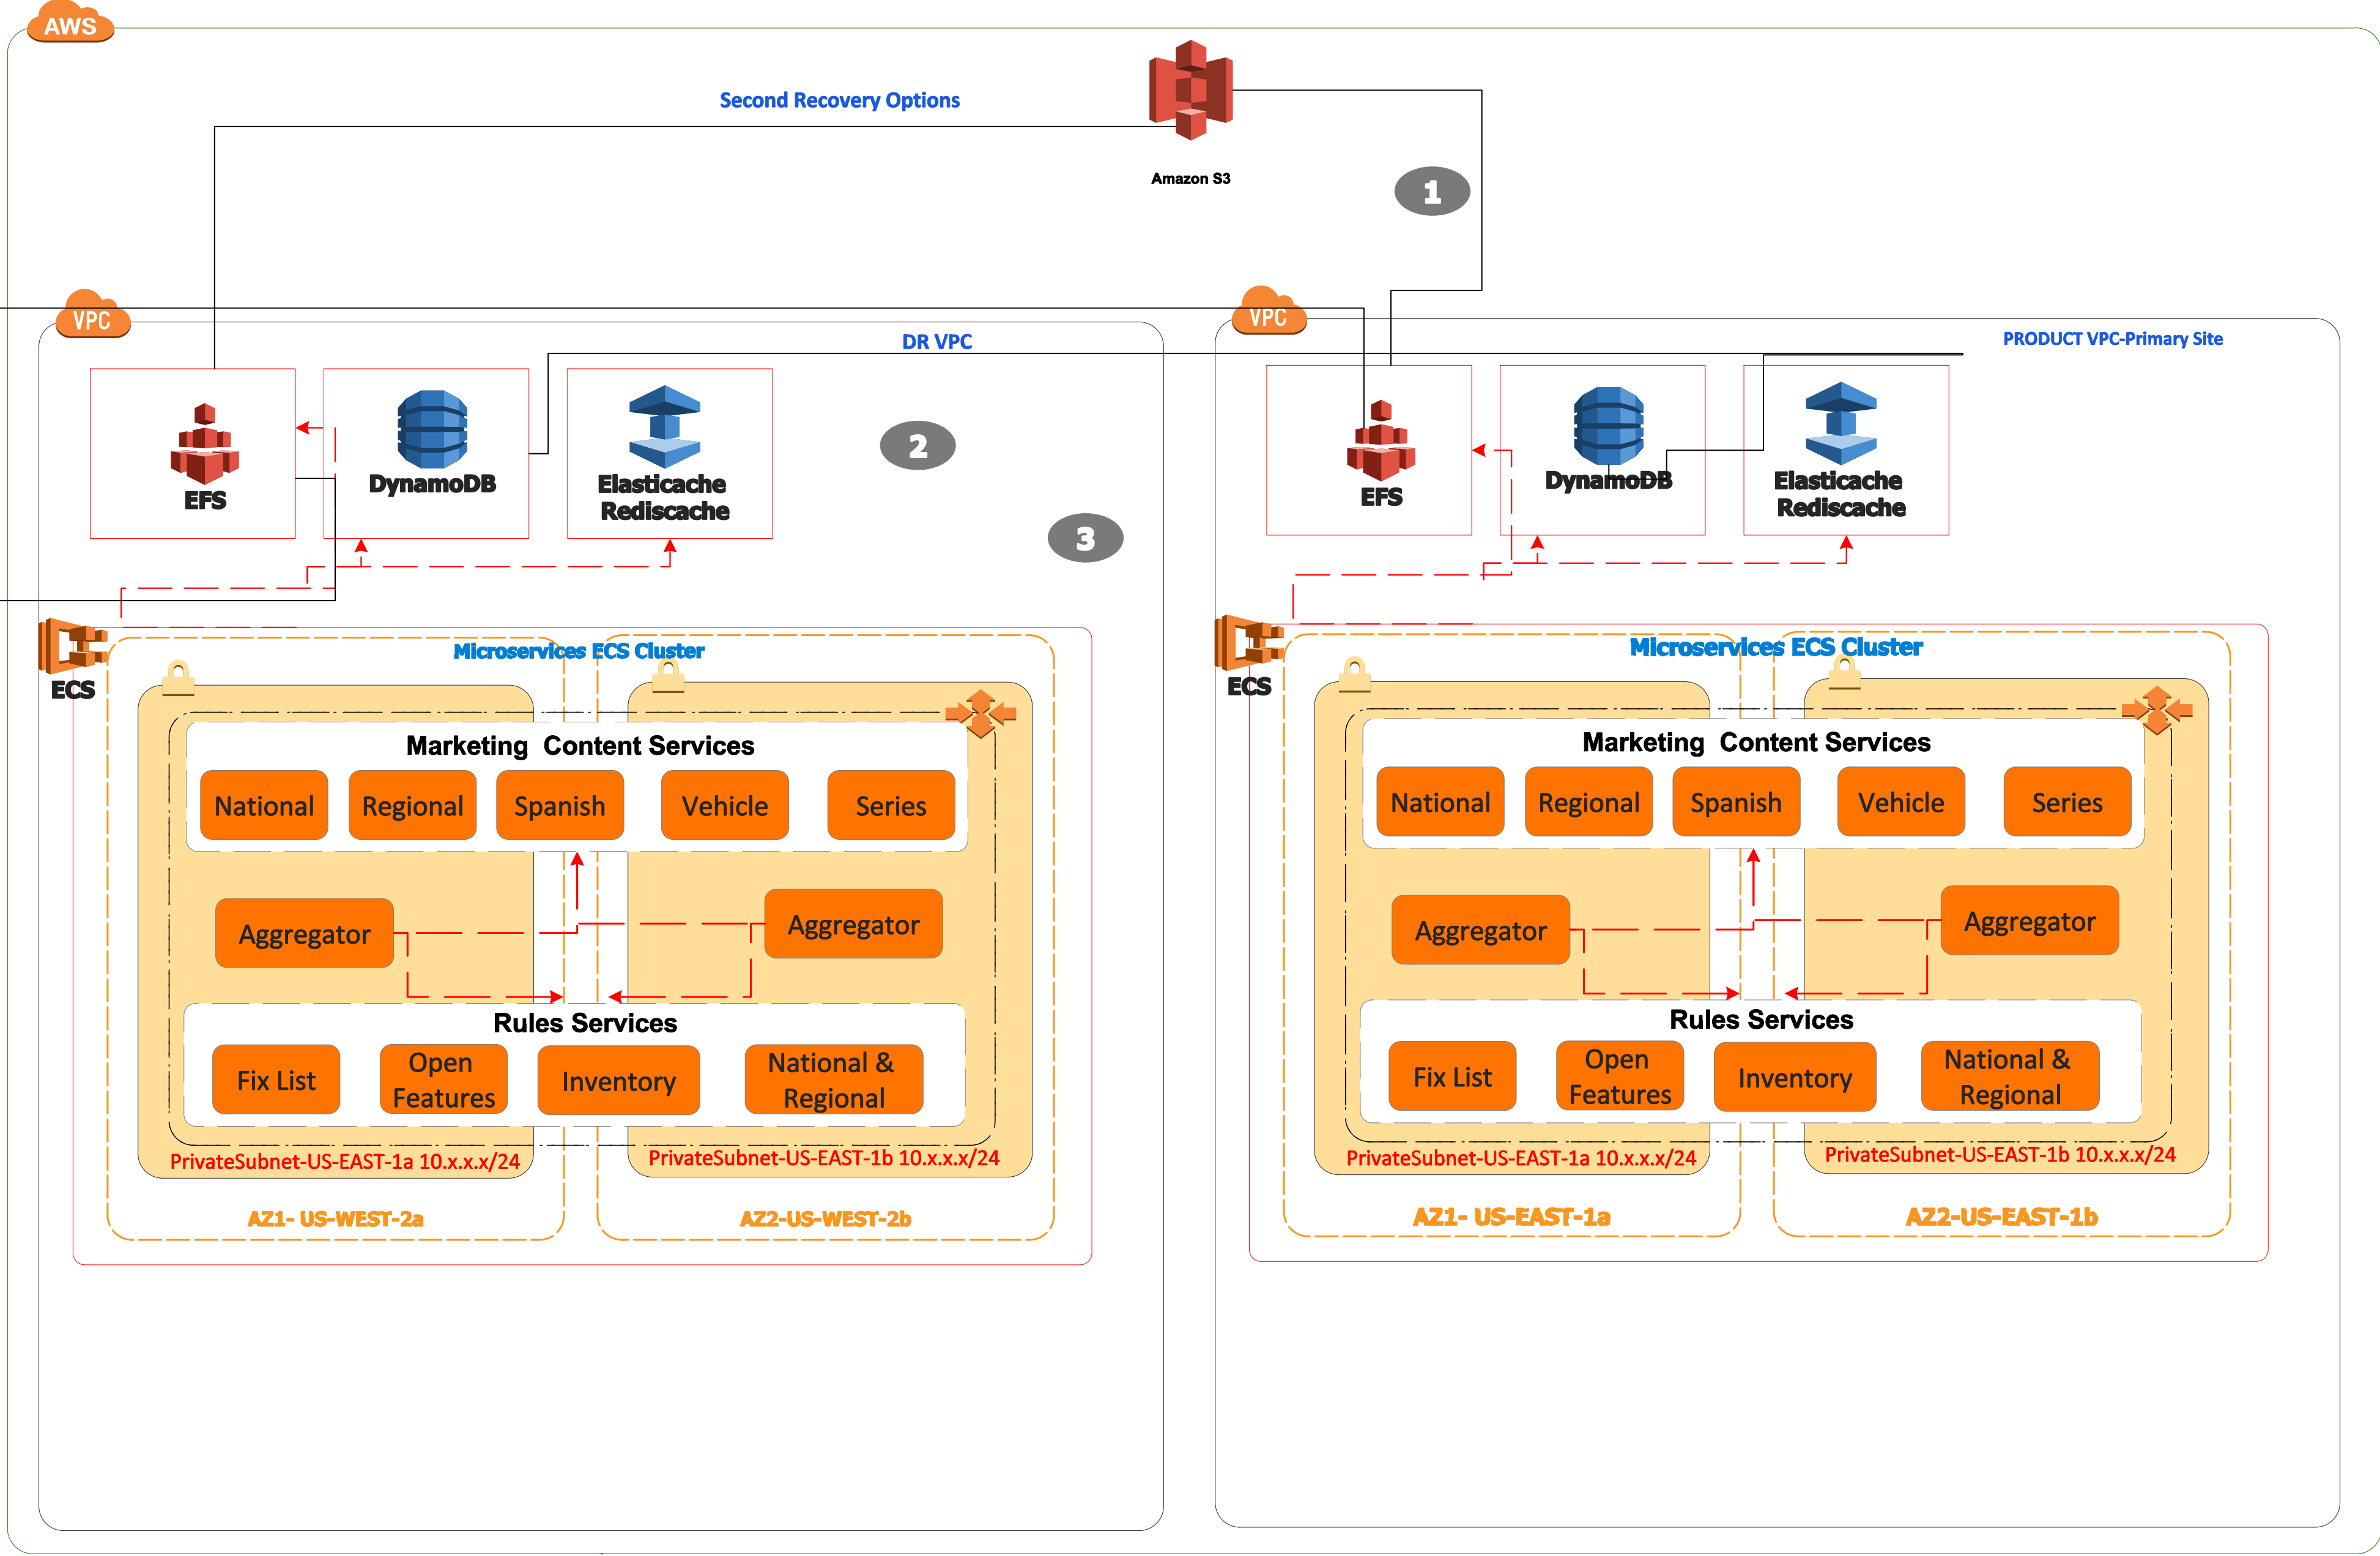 AWS
Second Recovery Options
Amazon S3
1
VPC
DR VPC
EFS
DynamoDB
Elasticache
Rediscache
2
3
ECS
Microservices ECS Cluster
Marketing  Content Services
National
Regional
Spanish
Vehicle
Series
Aggregator
Aggregator
Rules Services
Fix List
Open
Features
Inventory
National &
Regional
PrivateSubnet-US-EAST-1a 10.x.x.x/24
PrivateSubnet-US-EAST-1b 10.x.x.x/24
AZ1- US-WEST-2a
AZ2-US-WEST-2b
VPC
PRODUCT VPC-Primary Site
EFS
DynamoDB
Elasticache
Rediscache
ECS
Microservices ECS Cluster
Marketing  Content Services
National
Regional
Spanish
Vehicle
Series
Aggregator
Aggregator
Rules Services
Fix List
Open
Features
Inventory
National &
Regional
PrivateSubnet-US-EAST-1a 10.x.x.x/24
PrivateSubnet-US-EAST-1b 10.x.x.x/24
AZ1- US-EAST-1a
AZ2-US-EAST-1b